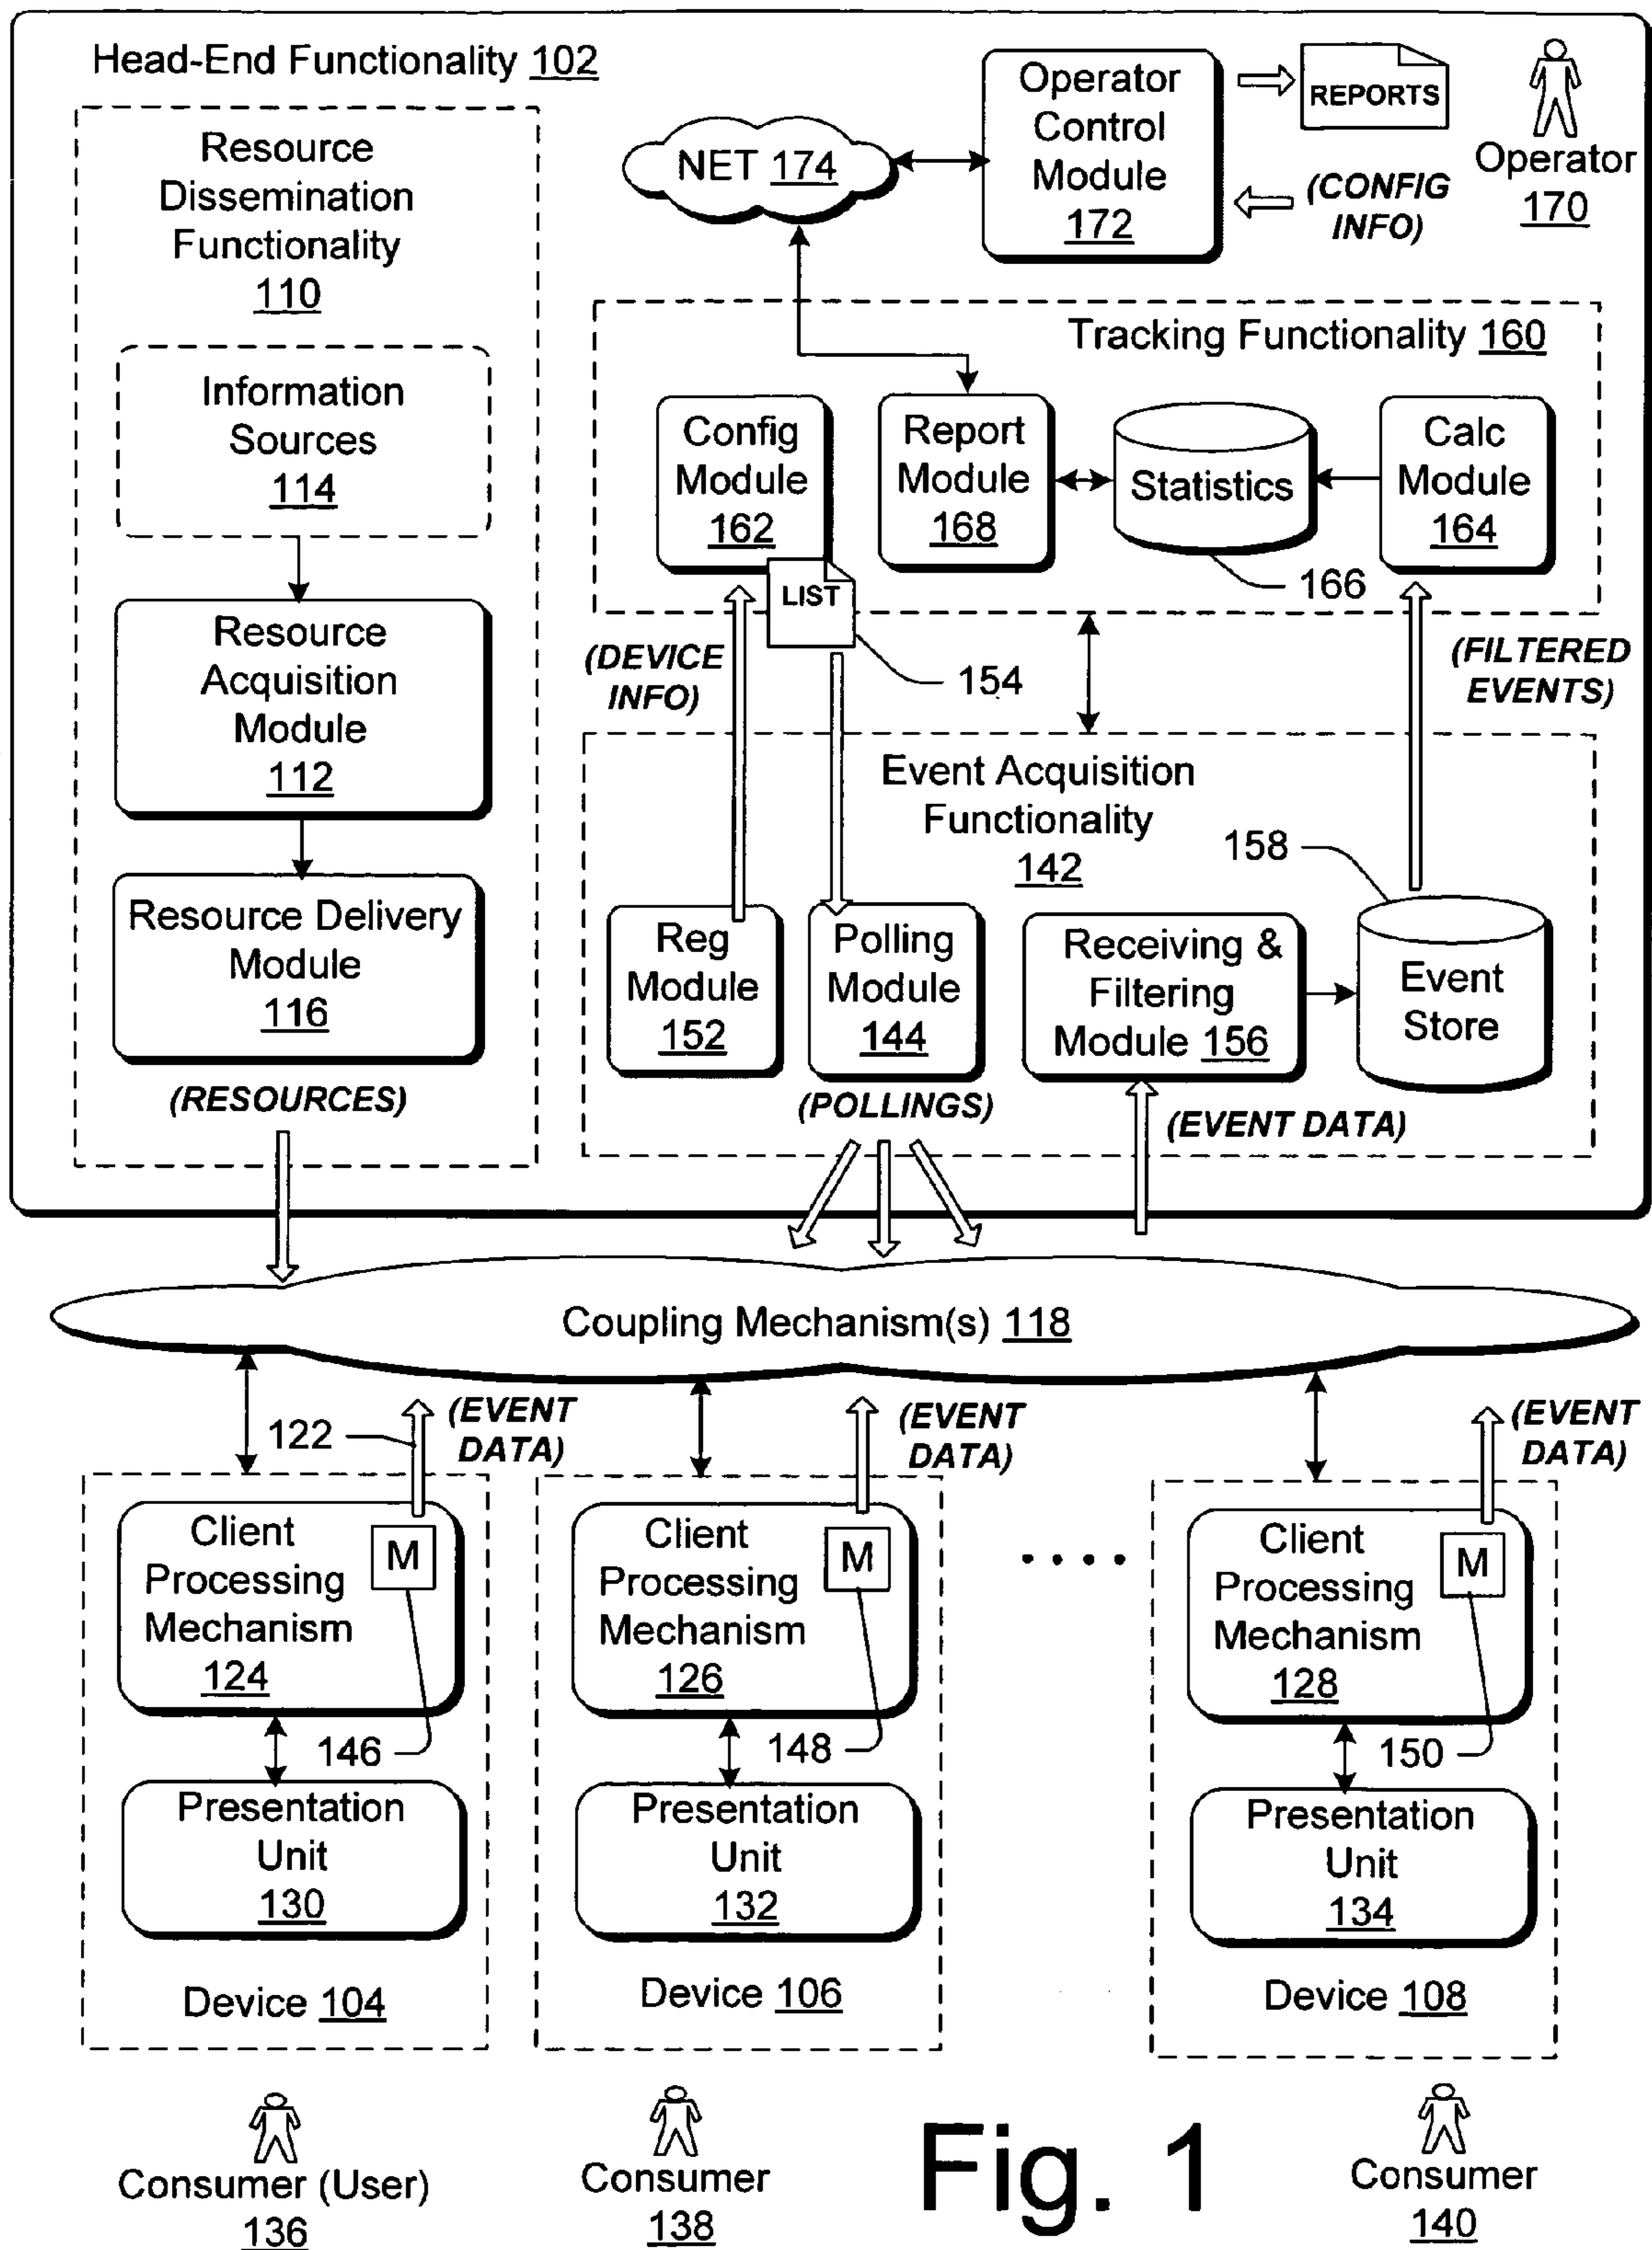 Head-End Functionality 102
Resource
Dissemination
Functionality
110
Information
Sources
114
Resource
Acquisition
Module
112
Resource Delivery
Module
116
(RESOURCES)
NET 174
Operator
Control
Module
172
REPORTS
(CONFIG
INFO)
Operator
170
Tracking Functionality 160
Config
Module
162
LIST
154
Report
Module
168
Statistics
166
Calc
Module
164
(DEVICE
INFO)
(FILTERED
EVENTS)
Event Acquisition
Functionality
142
158
Reg
Module
152
Polling
Module
144
Receiving &
Filtering
Module 156
Event
Store
(POLLINGS)
(EVENT DATA)
Coupling Mechanism(s) 118
122
(EVENT
DATA)
(EVENT
DATA)
(EVENT
DATA)
Client
Processing
Mechanism
124
M
146
Presentation
Unit
130
Device 104
Client
Processing
Mechanism
126
M
148
Presentation
Unit
132
Device 106
Client
Processing
Mechanism
128
M
150
Presentation
Unit
134
Device 108
Consumer (User)
136
Consumer
138
Fig. 1
Consumer
140